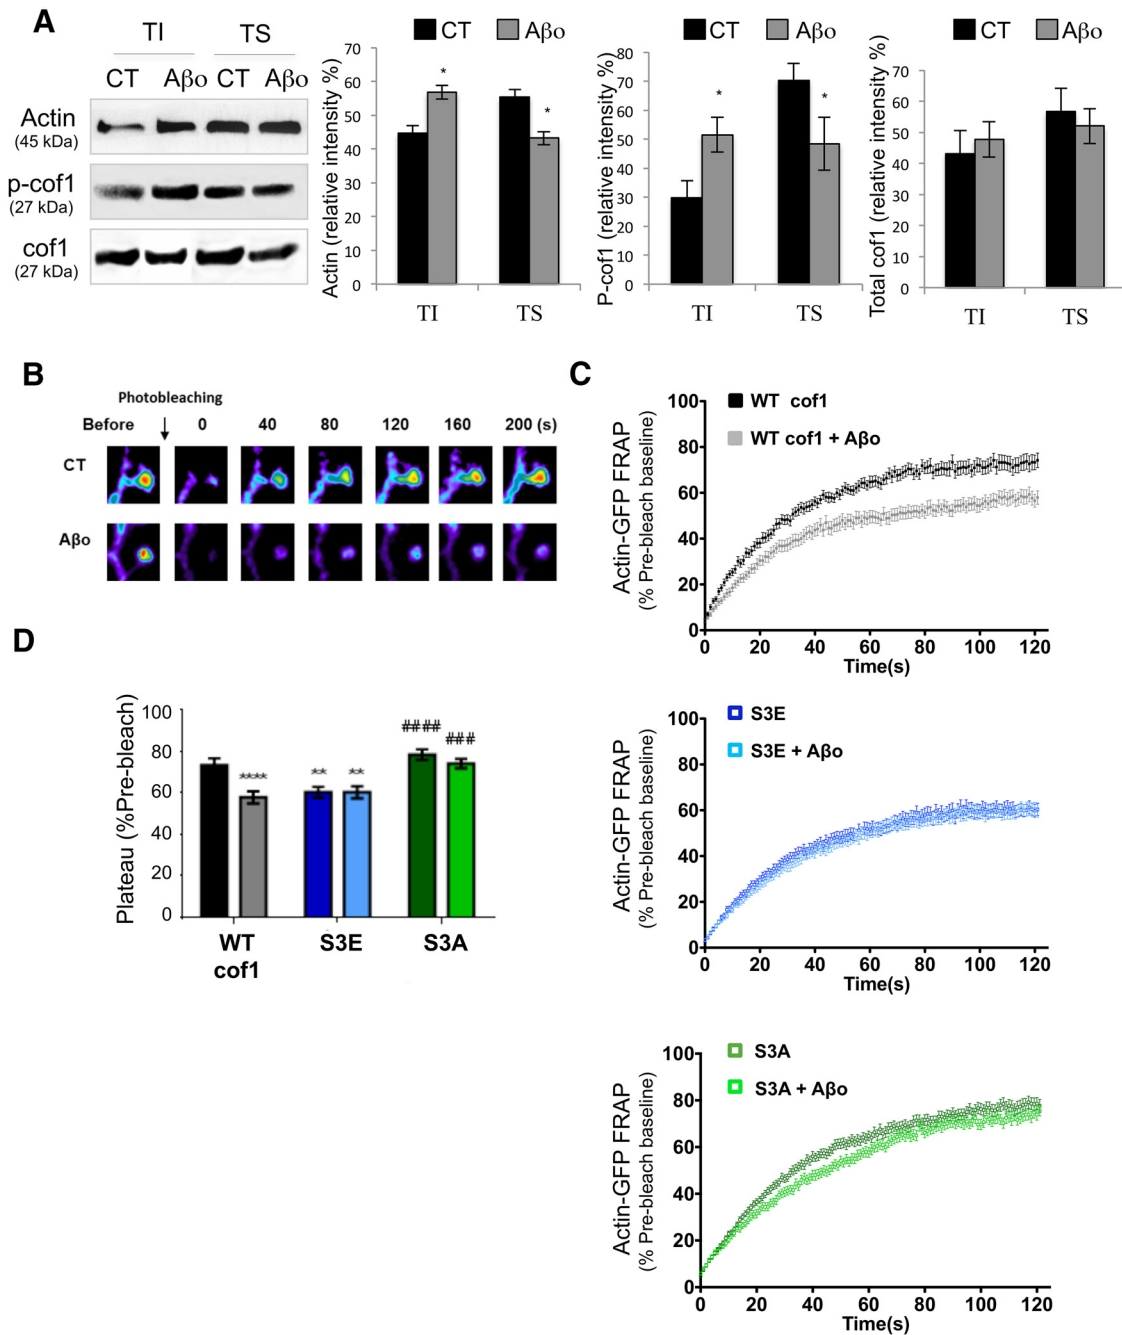 A
TI TS
CT Aβo CT Aβo
Actin
(45 kDa)
p-cof1
(27 kDa)
cof1
(27 kDa)
CT Aβo
Actin (relative intensity %)
70
60
50
40
30
20
10
0
*
*
TI TS
CT Aβo
P-cof1 (relative intensity %)
80
70
60
50
40
30
20
10
0
*
*
TI TS
CT Aβo
Total cof1 (relative intensity %)
70
60
50
40
30
20
10
0
TI TS
B
Photobleaching
Before 0 40 80 120 160 200 (s)
CT
Aβo
C
WT cof1
WT cof1 + Aβo
Actin-GFP FRAP
(% Pre-bleach baseline)
100
80
60
40
20
0
0 20 40 60 80 100 120
Time(s)
S3E
S3E + Aβo
Actin-GFP FRAP
(% Pre-bleach baseline)
100
80
60
40
20
0
0 20 40 60 80 100 120
Time(s)
S3A
S3A + Aβo
Actin-GFP FRAP
(% Pre-bleach baseline)
100
80
60
40
20
0
0 20 40 60 80 100 120
Time(s)
D
Plateau (%Pre-bleach)
100
80
60
40
20
0
****
** **
#### ###
WT
cof1
S3E
S3A